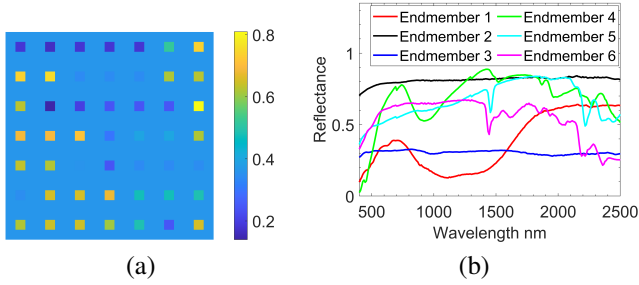 0.8
0.6
0.4
0.2
(a)
Endmember 1
Endmember 2
Endmember 3
Endmember 4
Endmember 5
Endmember 6
Reflectance
1
0.5
0
500 1000 1500 2000 2500
Wavelength nm
(b)